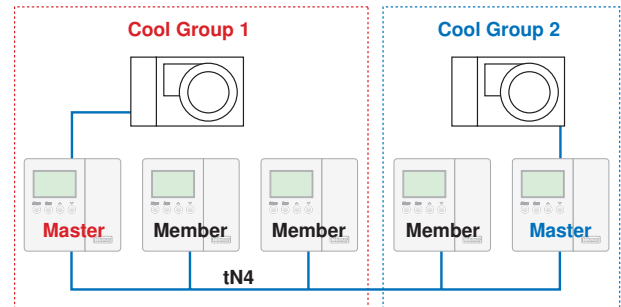 Cool Group 1
Cool Group 2
Master
Member
Member
Member
Master
tN4